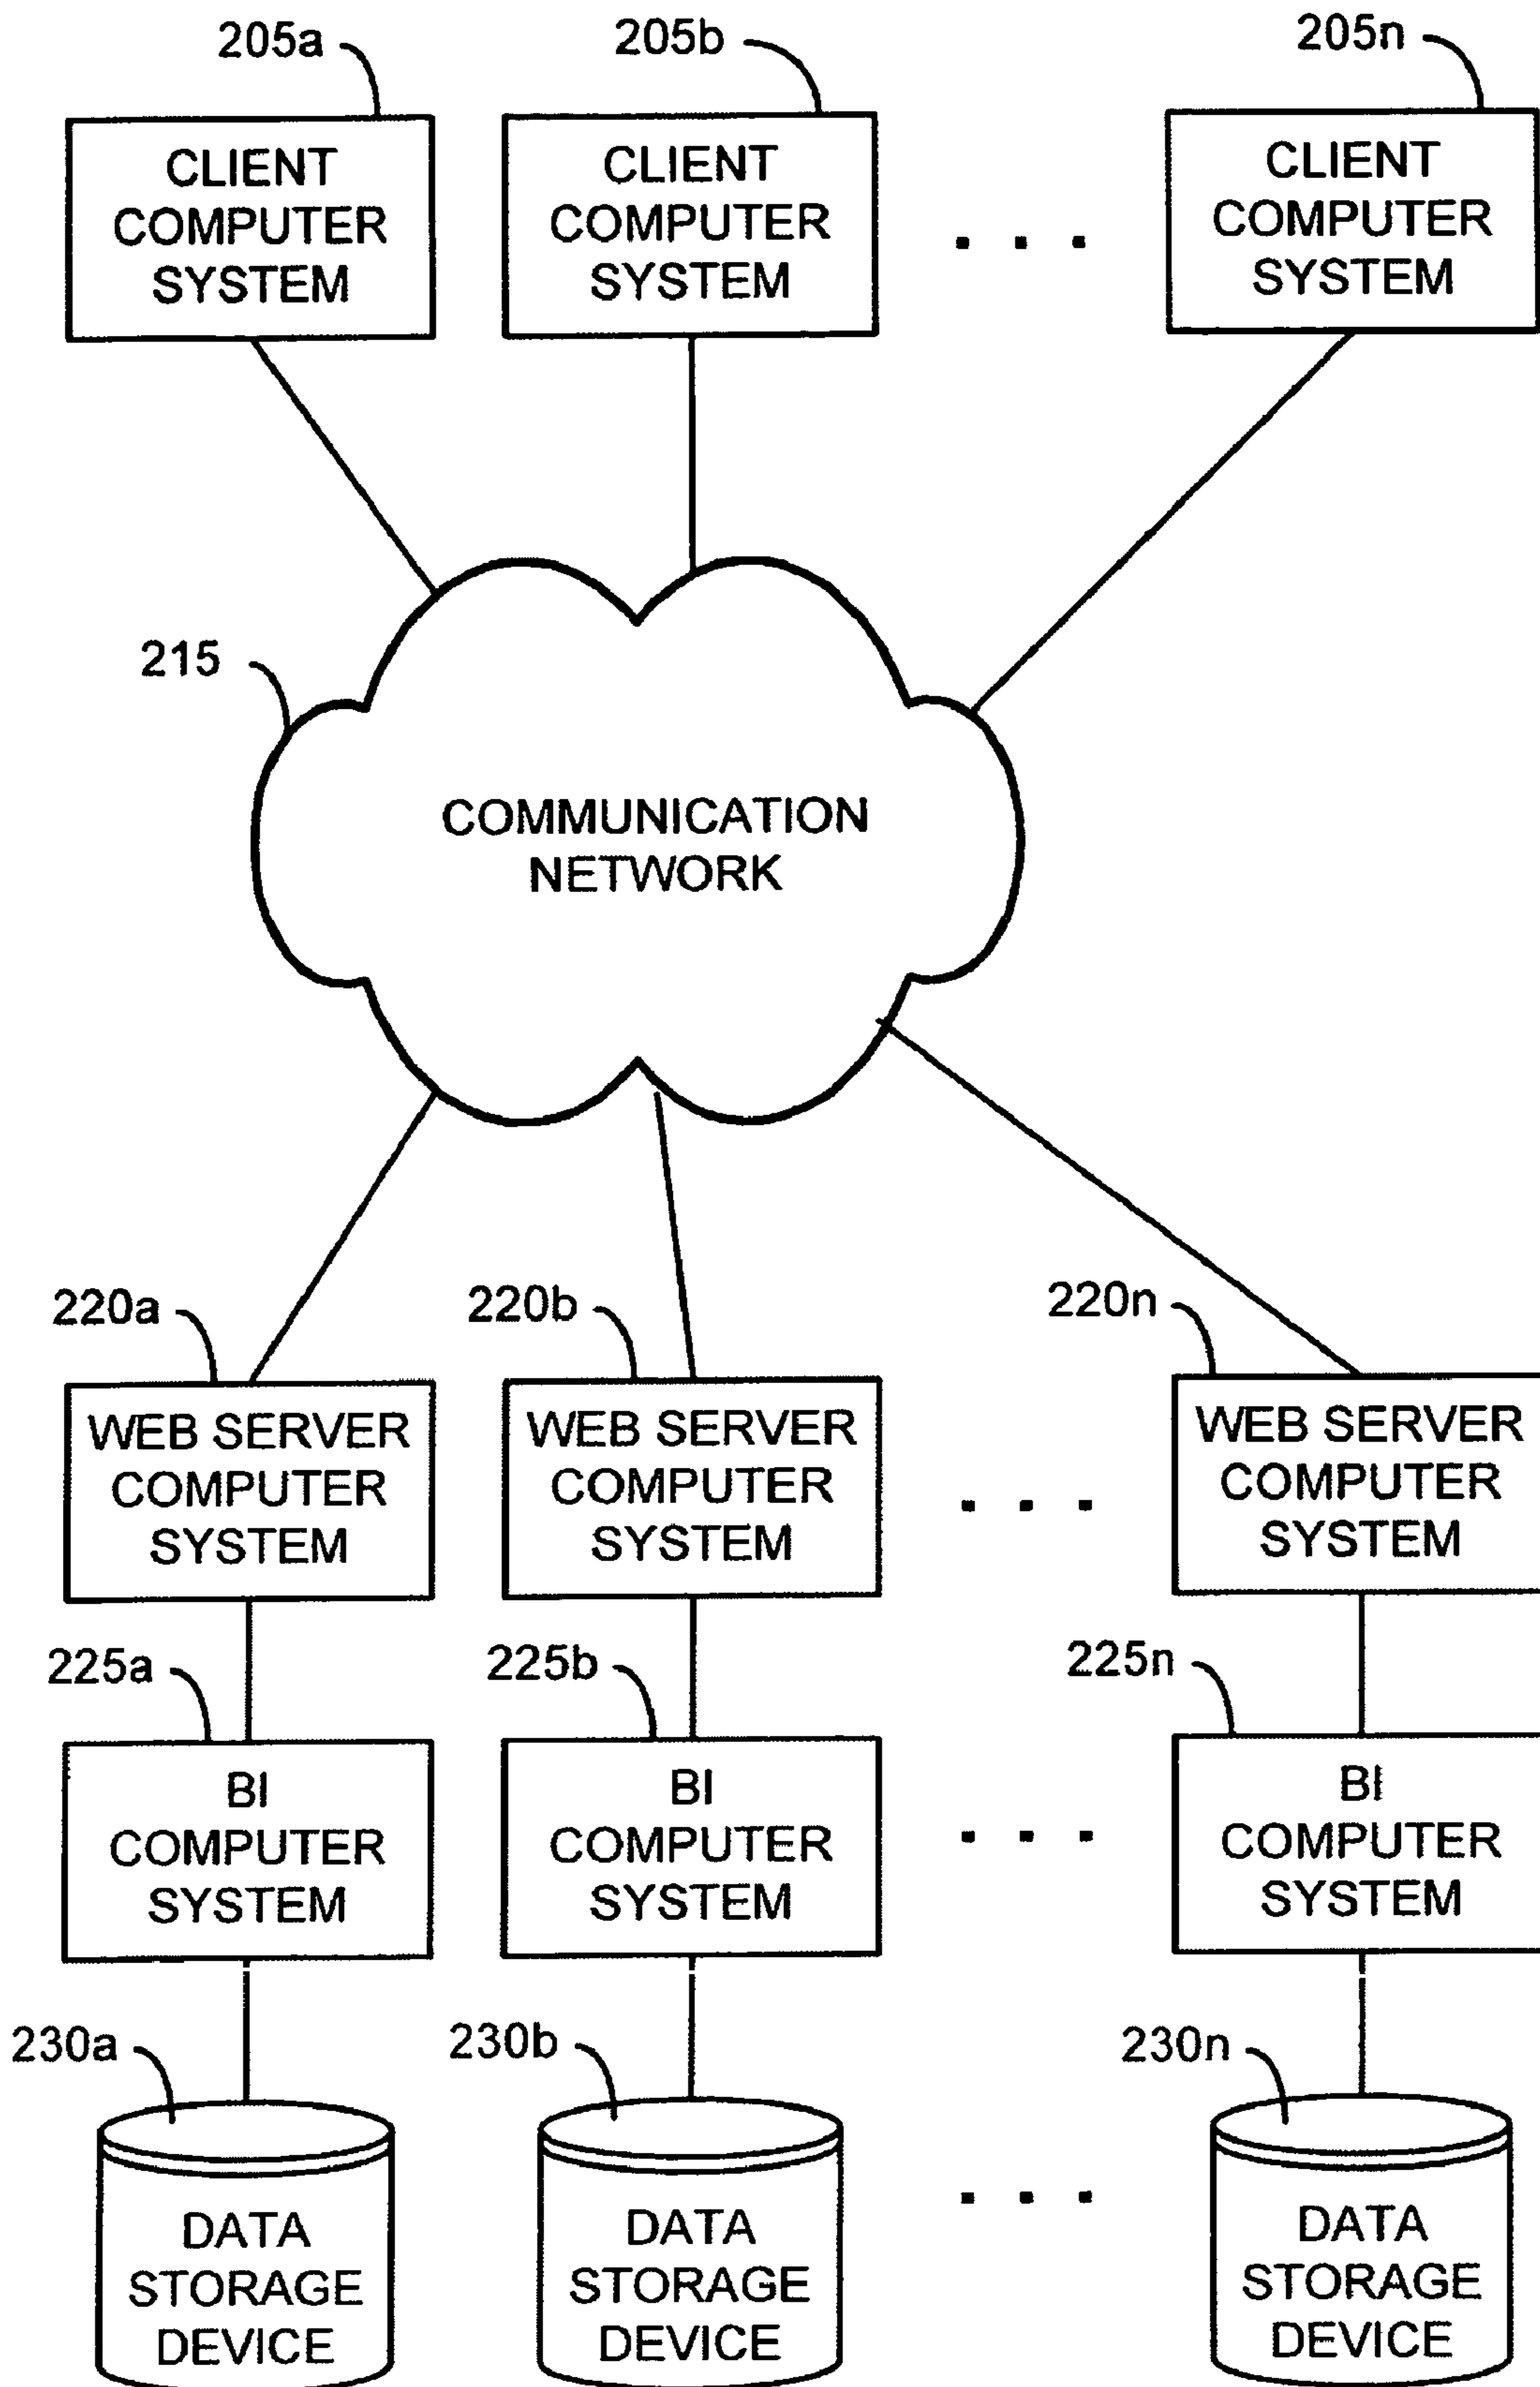 205a
205b
205n
CLIENT
COMPUTER
SYSTEM
CLIENT
COMPUTER
SYSTEM
CLIENT
COMPUTER
SYSTEM
215
COMMUNICATION
NETWORK
220a
220b
220n
WEB SERVER
COMPUTER
SYSTEM
WEB SERVER
COMPUTER
SYSTEM
WEB SERVER
COMPUTER
SYSTEM
225a
225b
225n
BI
COMPUTER
SYSTEM
BI
COMPUTER
SYSTEM
BI
COMPUTER
SYSTEM
230a
230b
230n
DATA
STORAGE
DEVICE
DATA
STORAGE
DEVICE
DATA
STORAGE
DEVICE